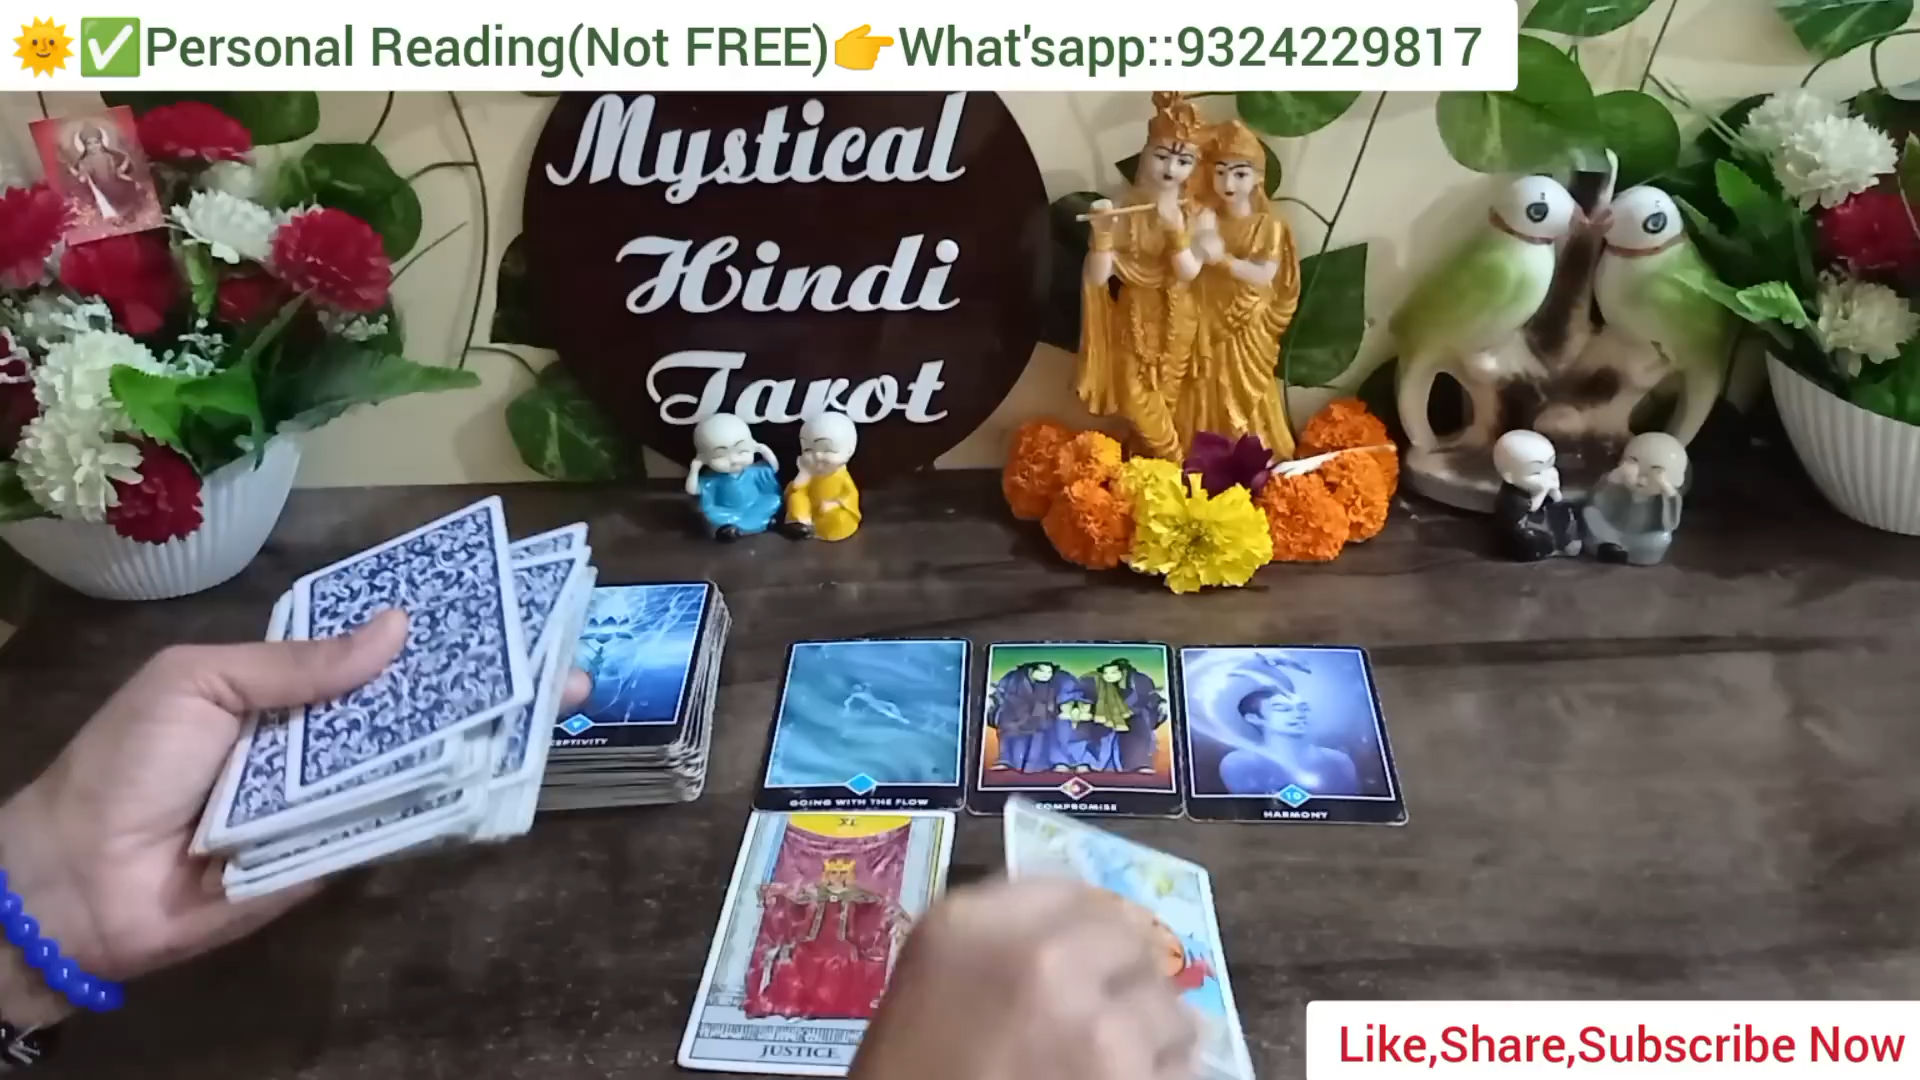 Personal Reading(Not FREE)👉What'sapp::9324229817
Mystical
Hindi
Tarot
GOING WITH THE FLOW
COMPROMISE
10
HARMONY
XI
JUSTICE
Like,Share,Subscribe Now